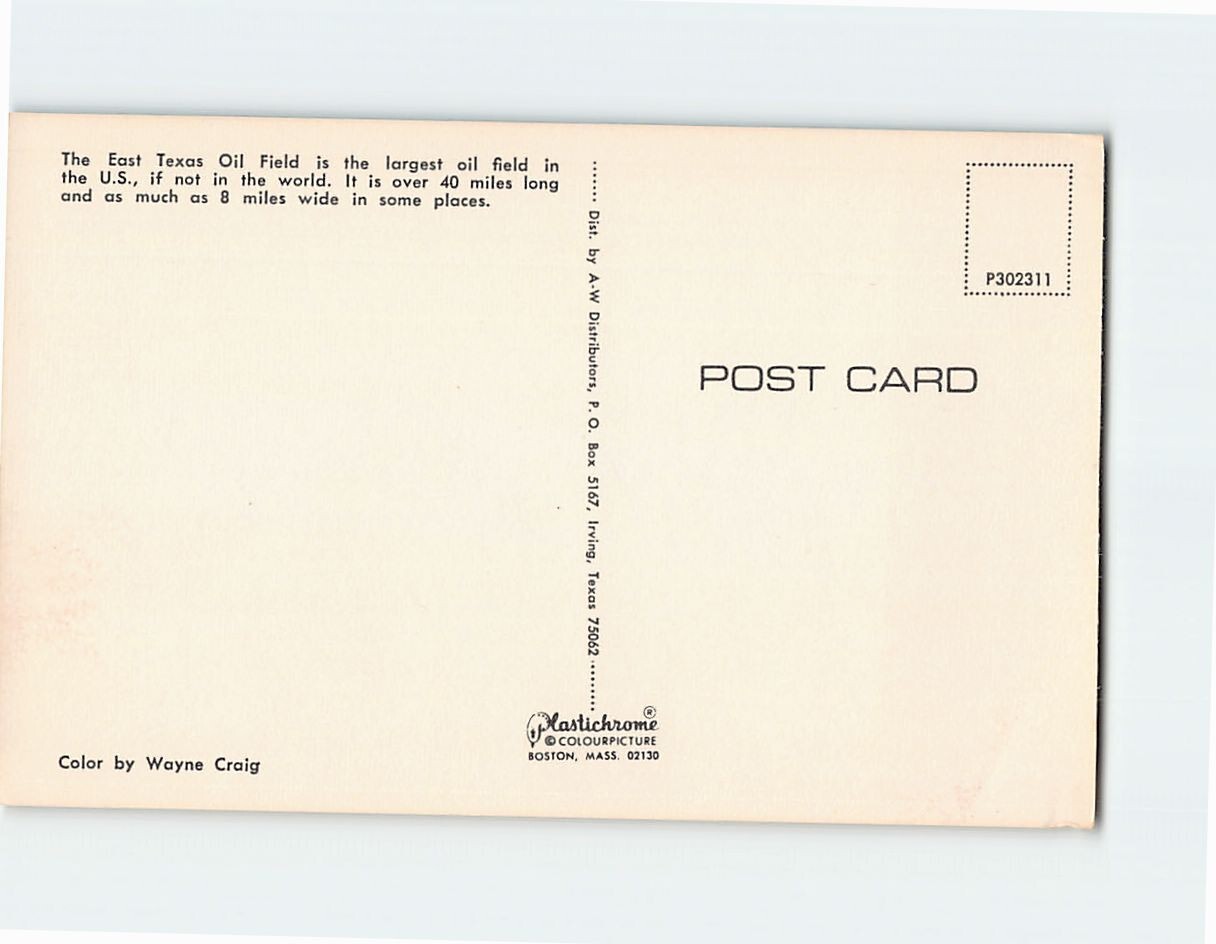 The East Texas Oil Field is the largest oil field in
the U.S., if not in the world. It is over 40 miles long
and as much as 8 miles wide in some places.
Color by Wayne Craig
Dist. by A-W Distributors, P. O. Box 5167, Irving, Texas 75062
Plastichrome ®
© COLOURPICTURE
BOSTON, MASS. 02130
P302311
POST CARD